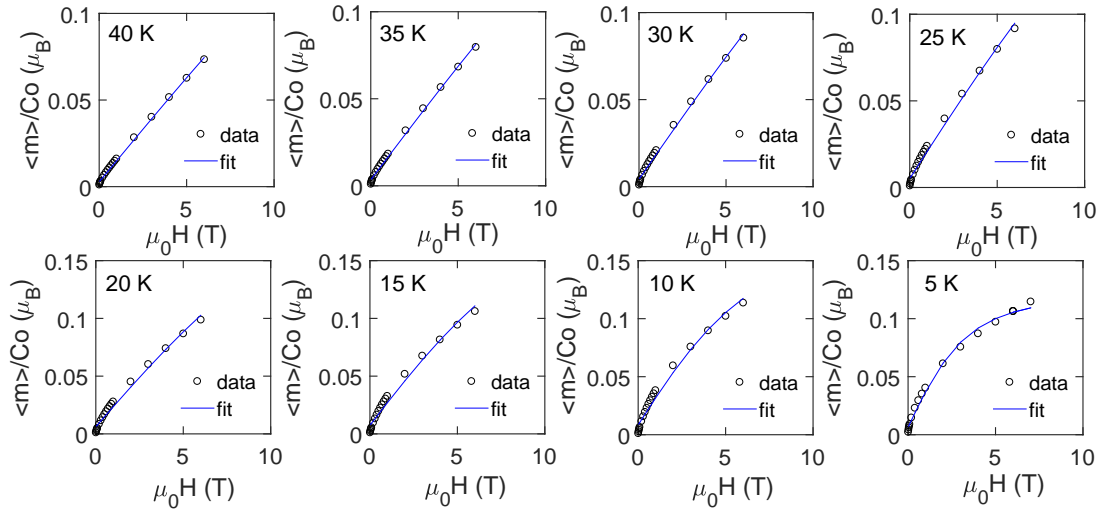 0.1
40 K
<m>/Co (μB)
0.05
data
fit
0
0
5
10
μ0H (T)
0.1
35 K
<m>/Co (μB)
0.05
data
fit
0
0
5
10
μ0H (T)
0.1
30 K
<m>/Co (μB)
0.05
data
fit
0
0
5
10
μ0H (T)
0.1
25 K
<m>/Co (μB)
0.05
data
fit
0
0
5
10
μ0H (T)
0.15
20 K
<m>/Co (μB)
0.1
0.05
data
fit
0
0
5
10
μ0H (T)
0.15
15 K
<m>/Co (μB)
0.1
0.05
data
fit
0
0
5
10
μ0H (T)
0.15
10 K
<m>/Co (μB)
0.1
0.05
data
fit
0
0
5
10
μ0H (T)
0.15
5 K
<m>/Co (μB)
0.1
0.05
data
fit
0
0
5
10
μ0H (T)